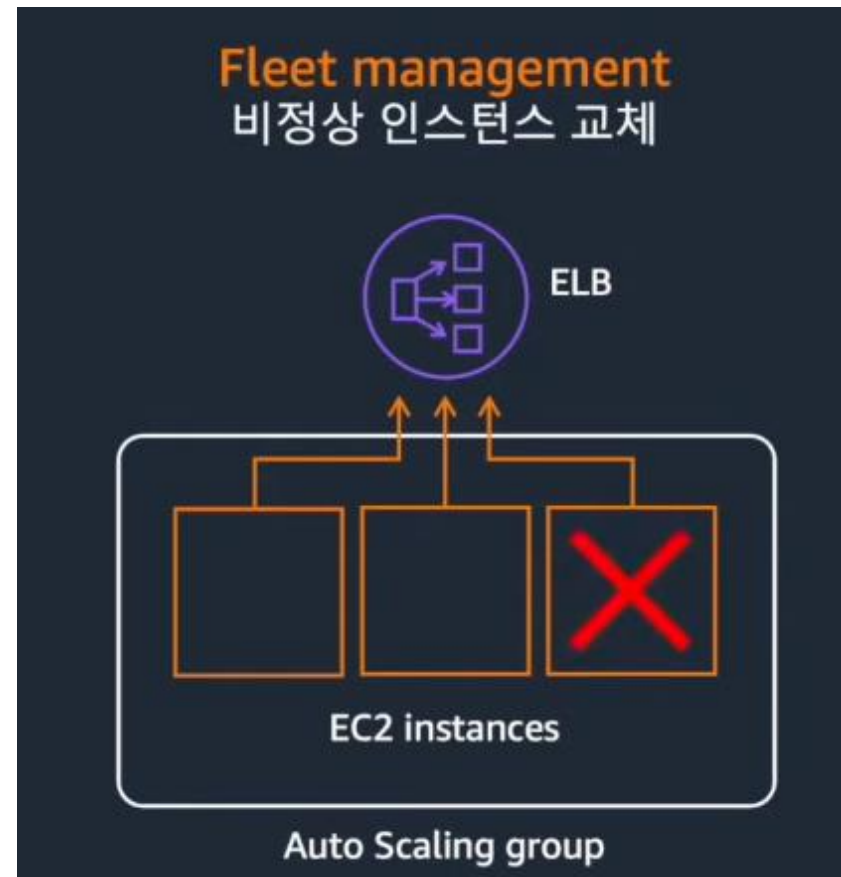 Fleet management
비정상 인스턴스 교체
ELB
EC2 instances
Auto Scaling group